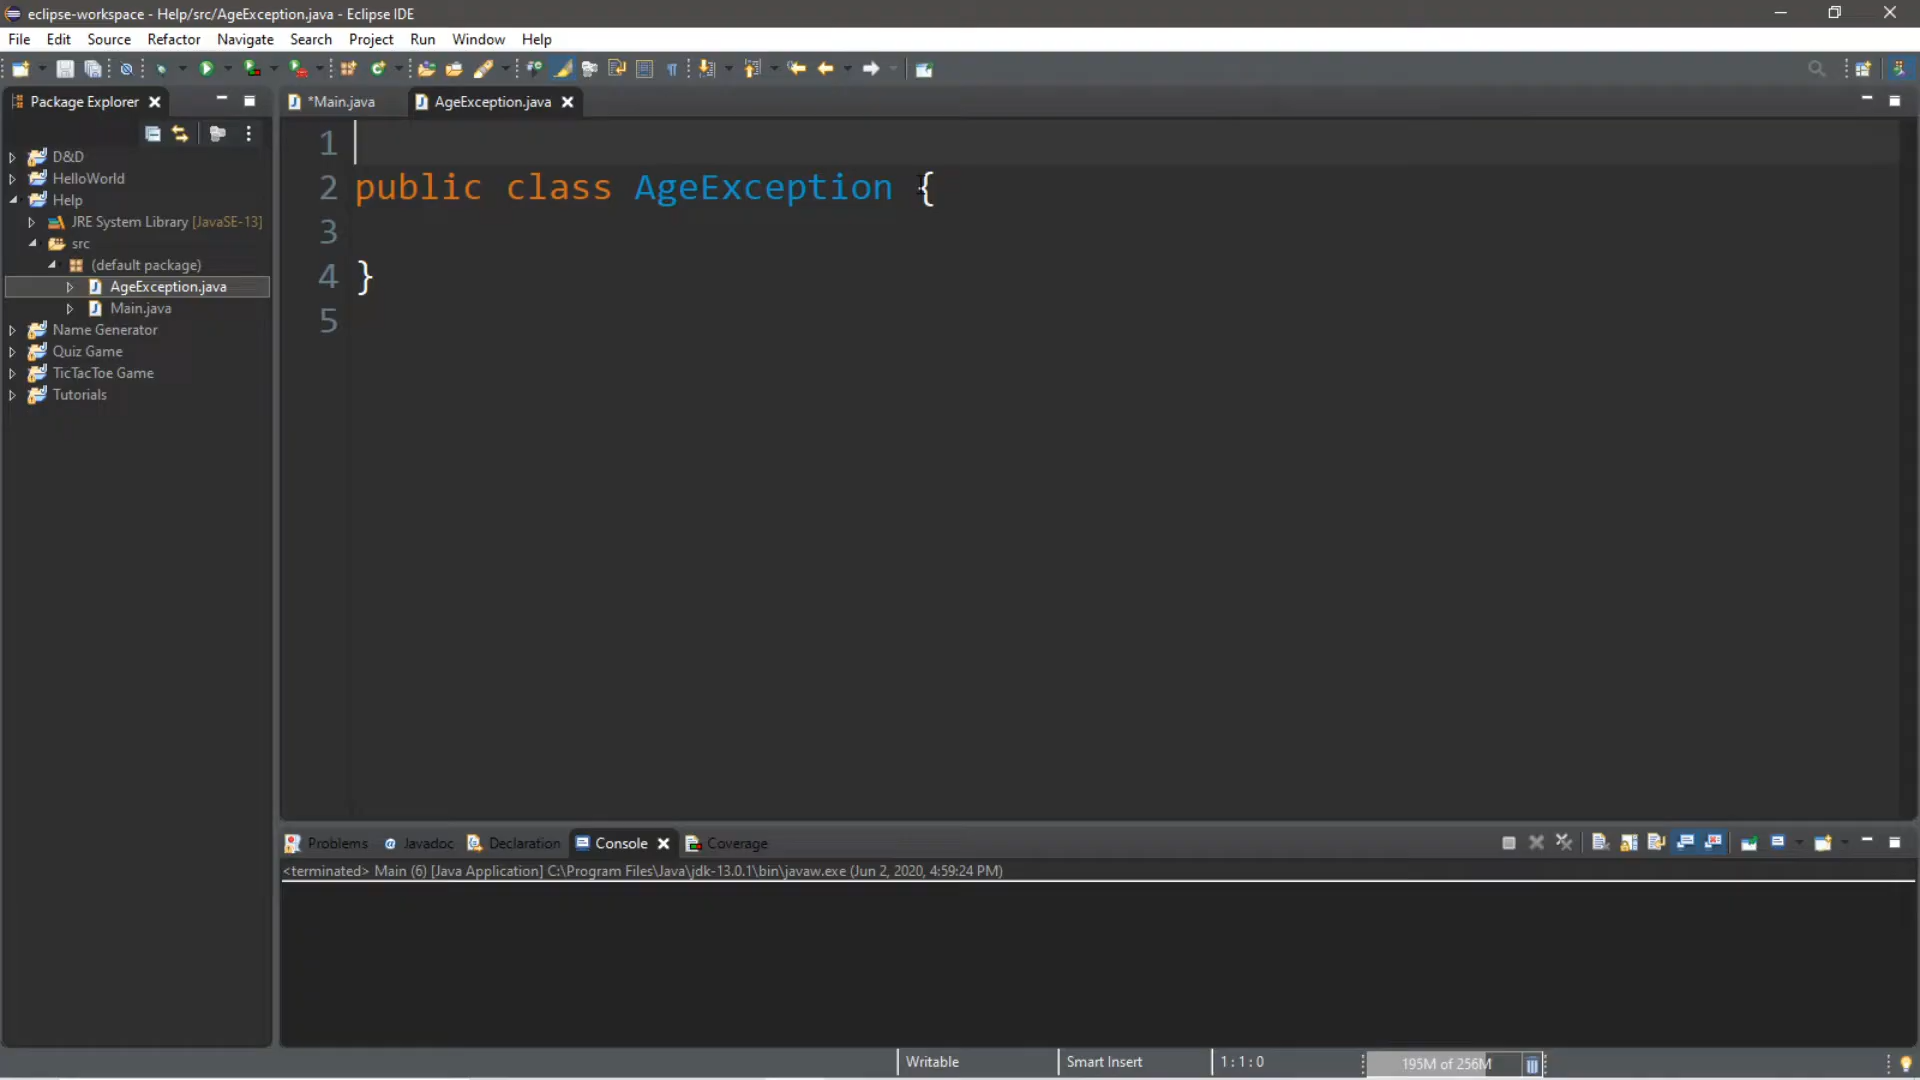 eclipse-workspace - Help/src/AgeException.java - Eclipse IDE
File Edit Source Refactor Navigate Search Project Run Window Help
Package Explorer
*Main.java AgeException.java
D&D
HelloWorld
Help
JRE System Library [JavaSE-13]
src
(default package)
AgeException.java
Main.java
Name Generator
Quiz Game
TicTacToe Game
Tutorials
1
2 public class AgeException {
3
4 }
5
Problems Javadoc Declaration Console Coverage
<terminated> Main (6) [Java Application] C:\Program Files\Java\jdk-13.0.1\bin\javaw.exe (Jun 2, 2020, 4:59:24 PM)
Writable Smart Insert 1 : 1 : 0 195M of 256M